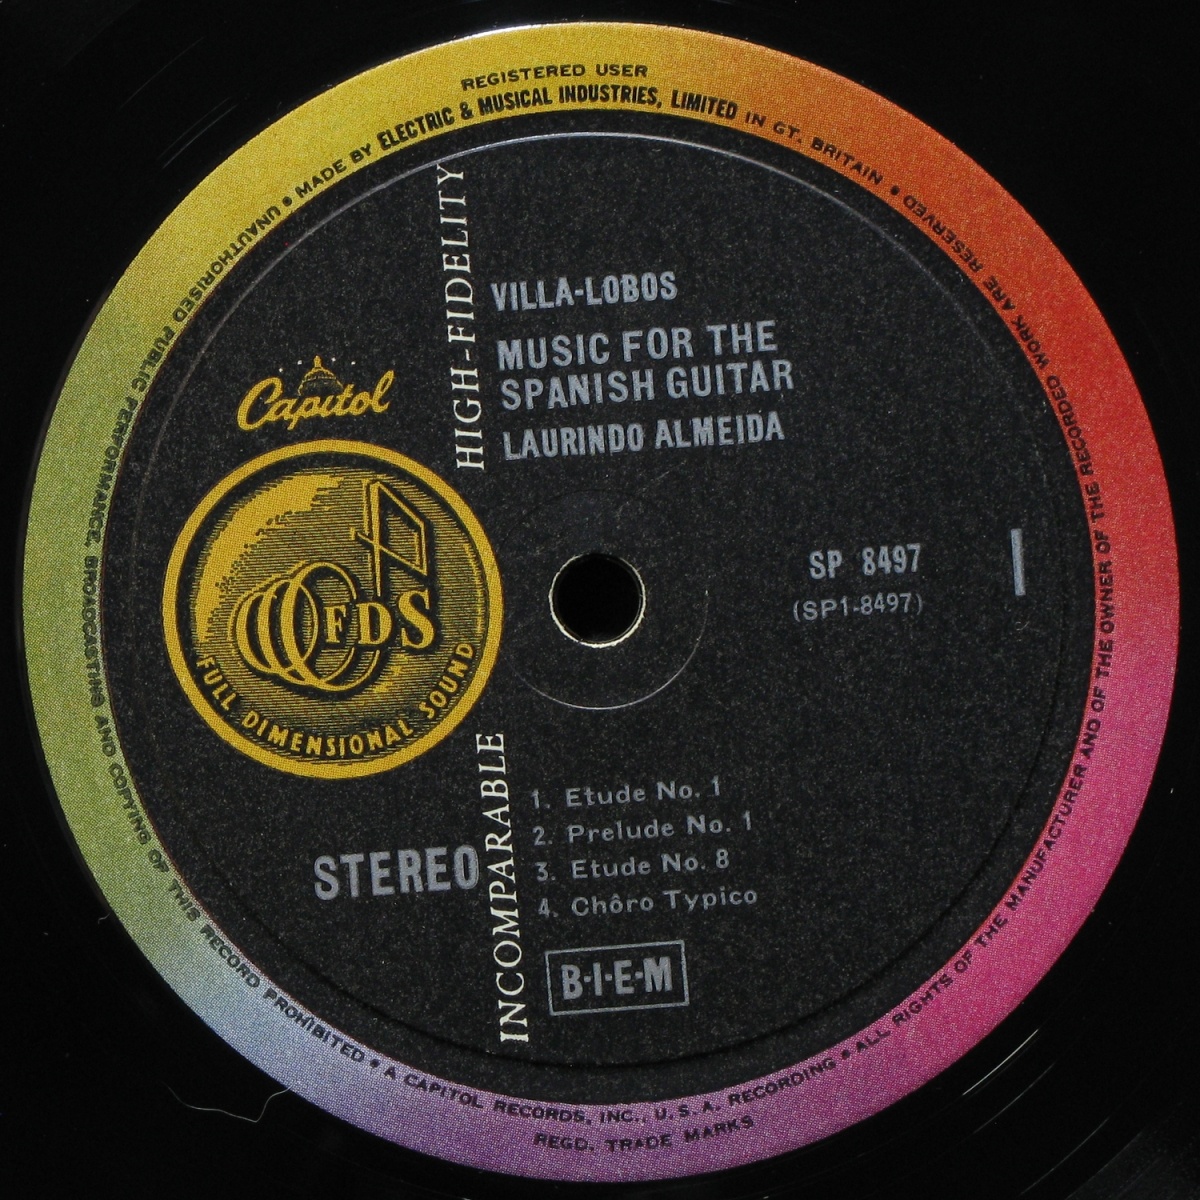 REGISTERED USER
• MADE BY ELECTRIC & MUSICAL INDUSTRIES, LIMITED IN GT. BRITAIN •
ALL RIGHTS OF THE MANUFACTURER AND OF THE OWNER OF THE RECORDED WORK ARE RESERVED
UNAUTHORISED PUBLIC PERFORMANCE, BROADCASTING AND COPYING OF THIS RECORD PROHIBITED • A CAPITOL RECORDS, INC., U.S.A. RECORDING •
REGD. TRADE MARKS
HIGH-FIDELITY
VILLA-LOBOS
MUSIC FOR THE
SPANISH GUITAR
LAURINDO ALMEIDA
Capitol
FDS
FULL DIMENSIONAL SOUND
SP 8497
(SP1-8497)
1
INCOMPARABLE
STEREO
1. Etude No. 1
2. Prelude No. 1
3. Etude No. 8
4. Chôro Typico
B·I·E·M